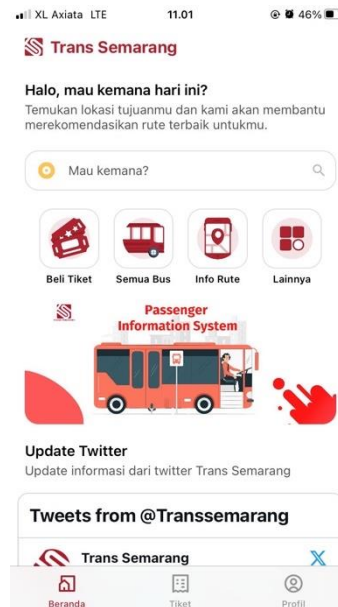 XL Axiata LTE 11.01 46%
Trans Semarang
Halo, mau kemana hari ini?
Temukan lokasi tujuanmu dan kami akan membantu
merekomendasikan rute terbaik untukmu.
Mau kemana?
Beli Tiket Semua Bus Info Rute Lainnya
Passenger
Information System
Update Twitter
Update informasi dari twitter Trans Semarang
Tweets from @Transsemarang
Trans Semarang
Beranda Tiket Profil